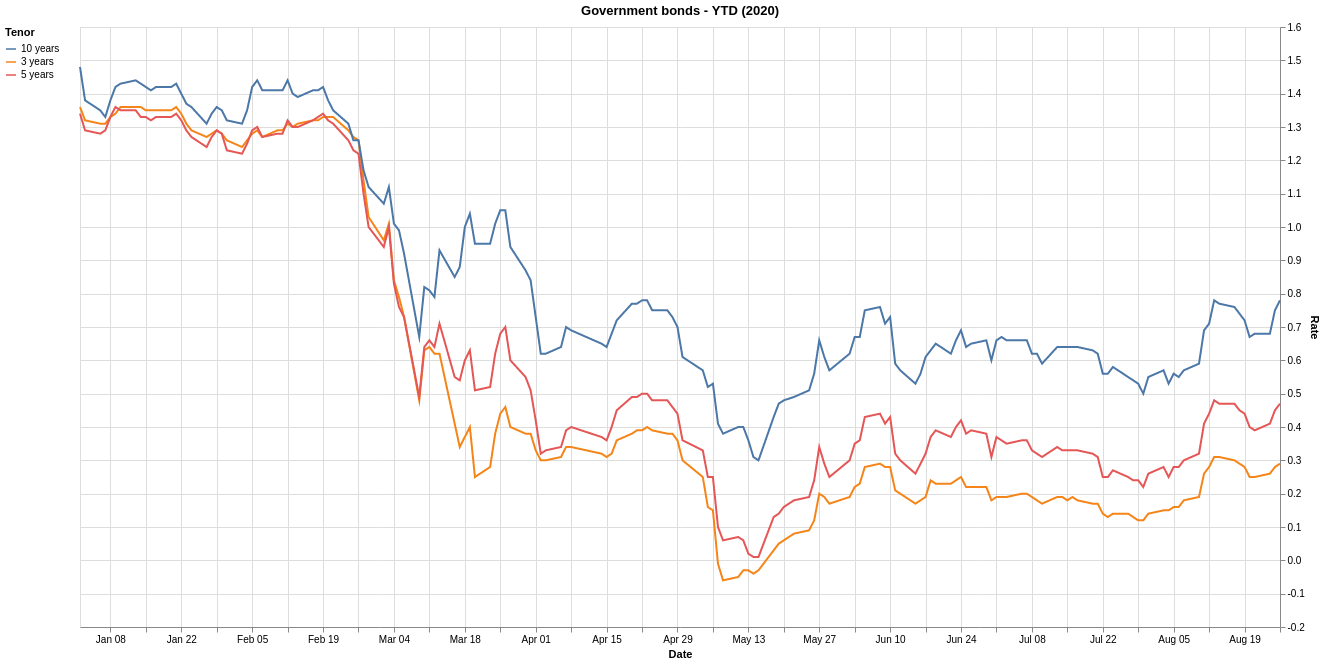 Government bonds - YTD (2020)
Tenor
10 years
3 years
5 years
1.6
1.5
1.4
1.3
1.2
1.1
1.0
0.9
0.8
0.7
0.6
0.5
0.4
0.3
0.2
0.1
0.0
-0.1
-0.2
Rate
Jan 08 Jan 22 Feb 05 Feb 19 Mar 04 Mar 18 Apr 01 Apr 15 Apr 29 May 13 May 27 Jun 10 Jun 24 Jul 08 Jul 22 Aug 05 Aug 19
Date